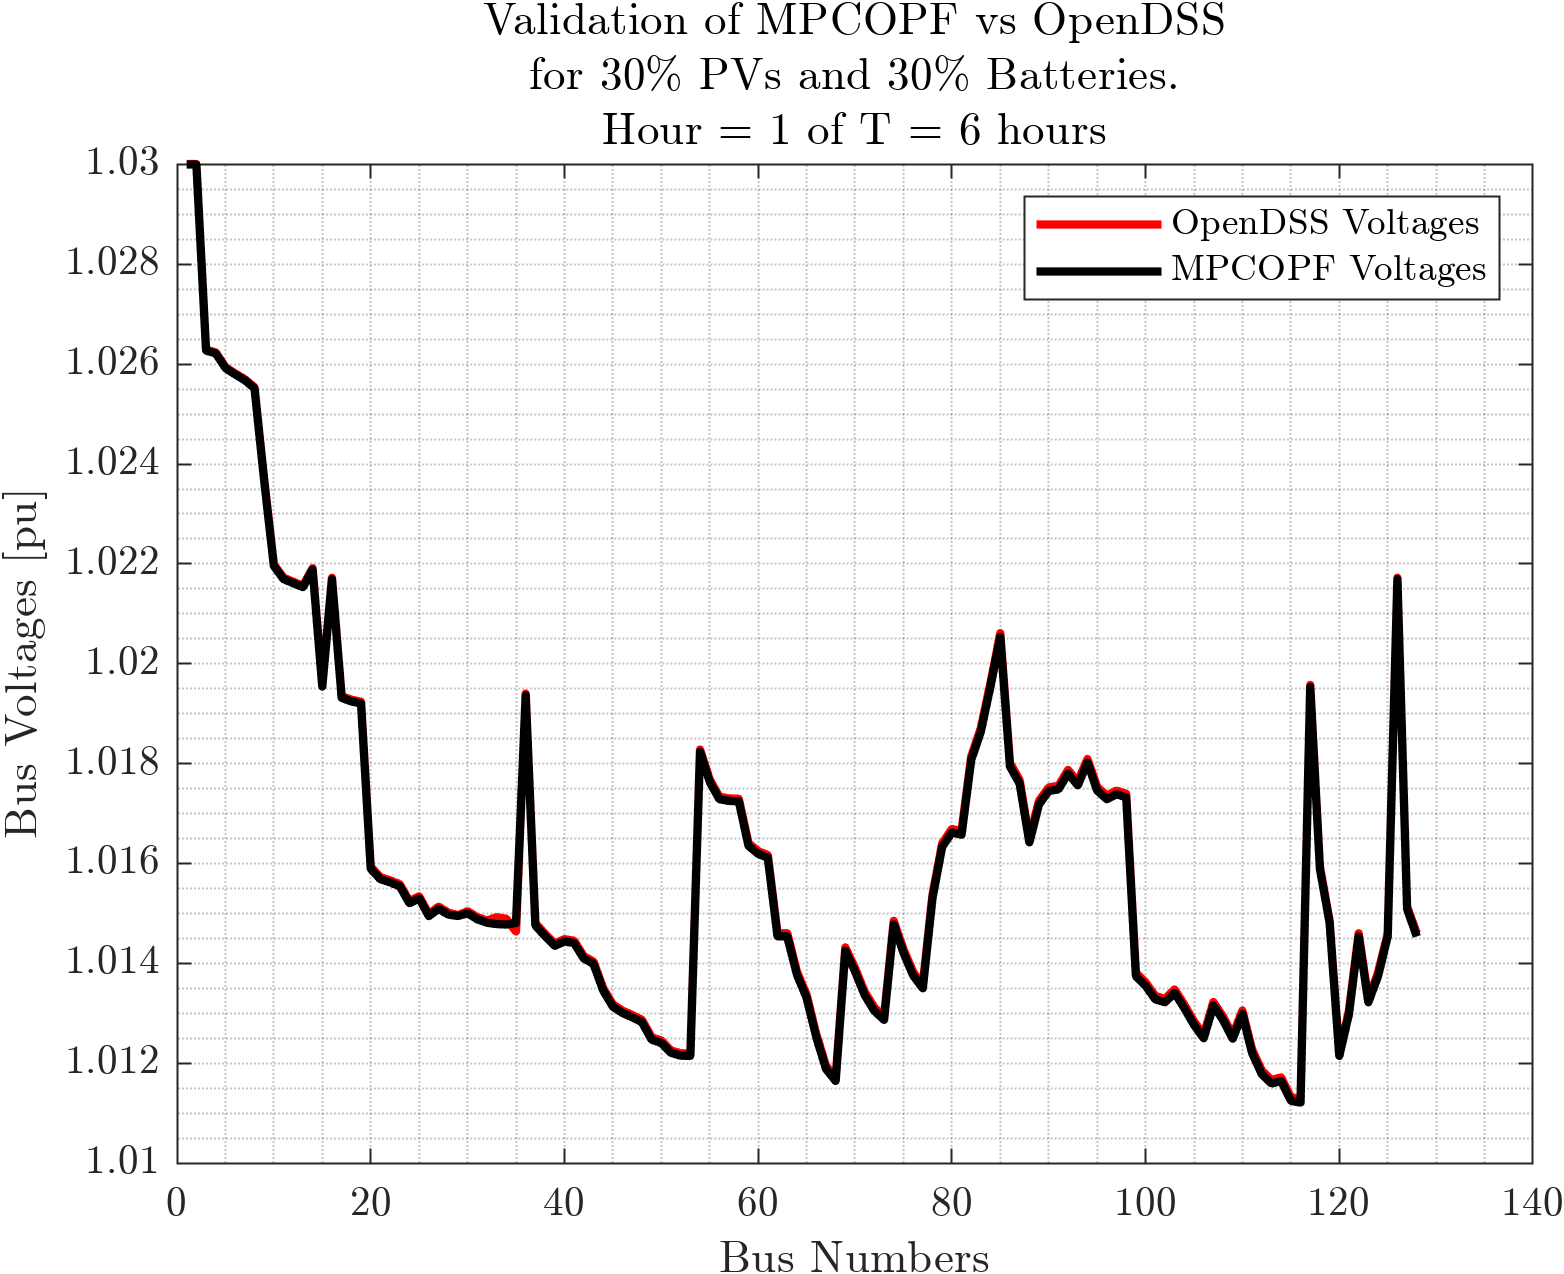 Validation of MPCOPF vs OpenDSS
for 30% PVs and 30% Batteries.
Hour = 1 of T = 6 hours
OpenDSS Voltages
MPCOPF Voltages
Bus Voltages [pu]
1.03
1.028
1.026
1.024
1.022
1.02
1.018
1.016
1.014
1.012
1.01
0 20 40 60 80 100 120 140
Bus Numbers